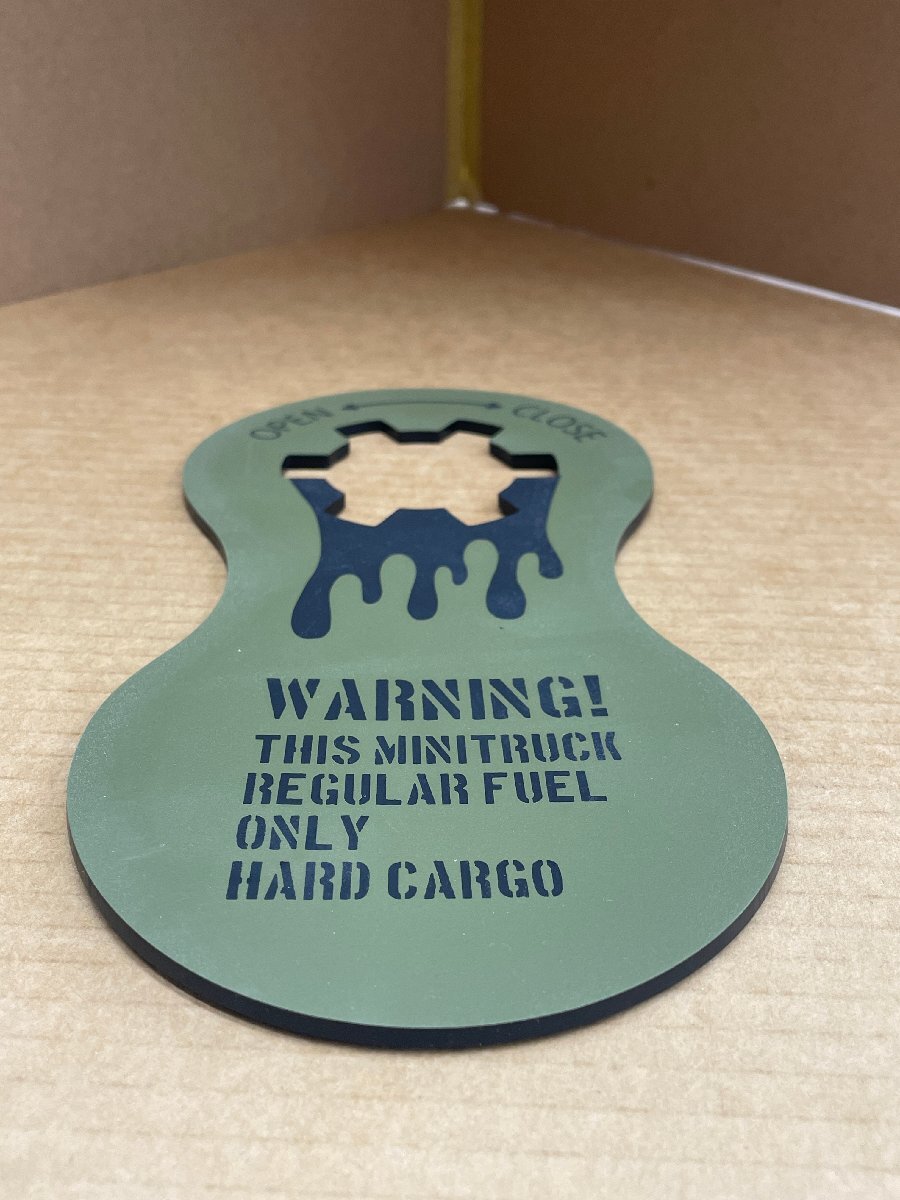 OPEN CLOSE
WARNING!
THIS MINITRUCK
REGULAR FUEL
ONLY
HARD CARGO